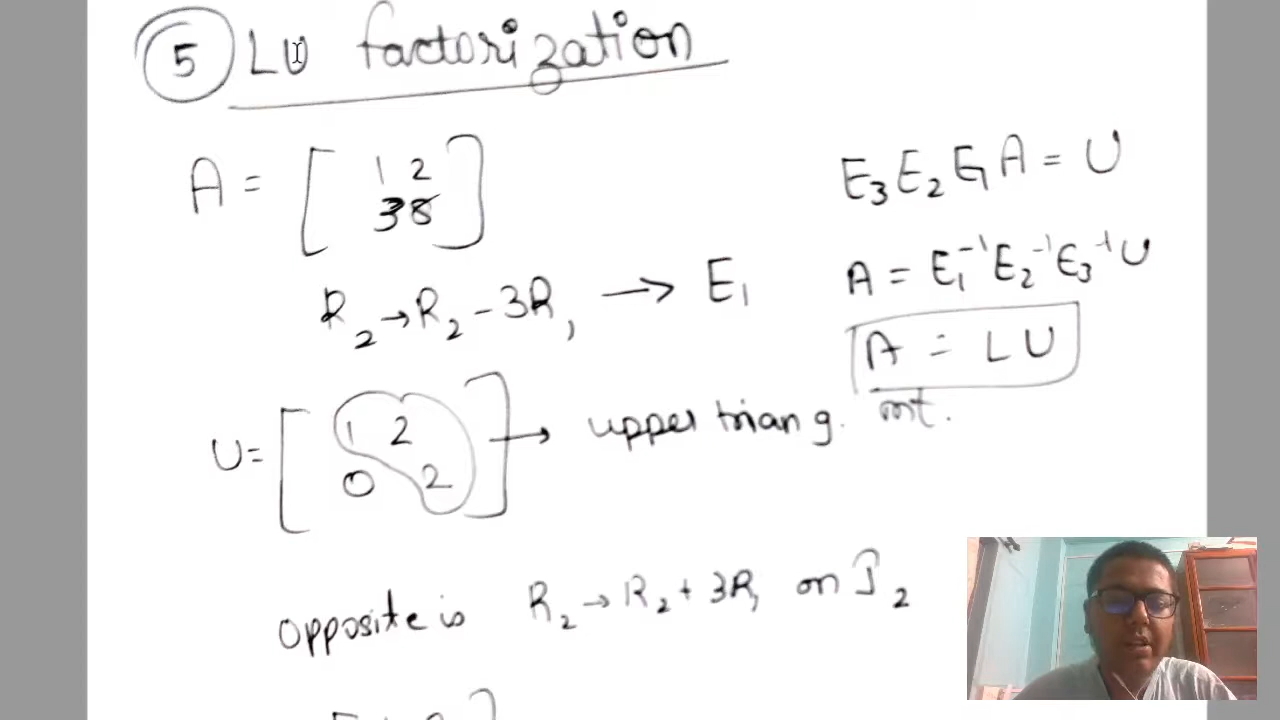 5 LU factorization
A = [ 1 2
3 8 ]
R2 → R2 - 3R1 → E1
U = [ 1 2
0 2 ] → upper triang. mt.
opposite is R2 → R2 + 3R1 on I2
E3 E2 E1 A = U
A = E1^-1 E2^-1 E3^-1 U
A = LU